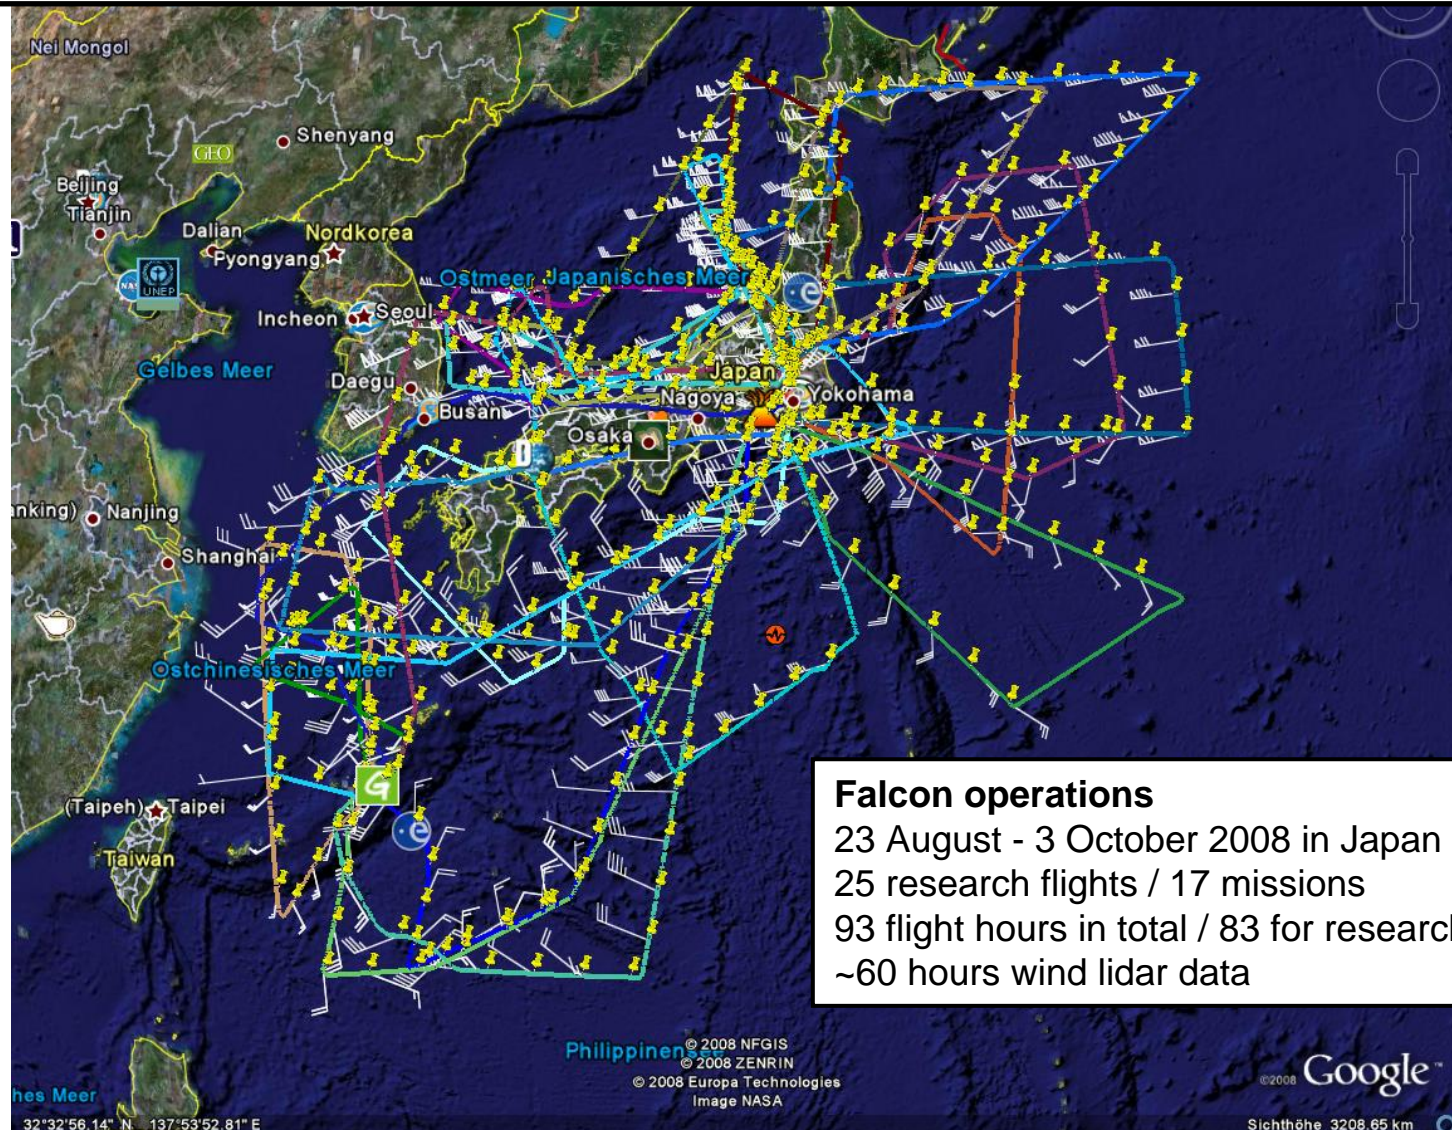 Nei Mongol
Shenyang
GEO
Beijing
Tianjin
Dalian
Nordkorea
Pyongyang
UNEP
Ostmeer Japanisches Meer
Incheon
Seoul
Gelbes Meer
Daegu
Japan
Nagoya
Yokohama
Busan
Osaka
D
anking)
Nanjing
Shanghai
Ostchinesisches Meer
G
e
(Taipeh)
Taipei
Taiwan
Falcon operations
23 August - 3 October 2008 in Japan
25 research flights / 17 missions
93 flight hours in total / 83 for research
~60 hours wind lidar data
Philippinensee
© 2008 NFGIS
© 2008 ZENRIN
© 2008 Europa Technologies
Image NASA
©2008 Google™
hes Meer
32°32'56.14" N 137°53'52.81" E
Sichthöhe 3208.65 km